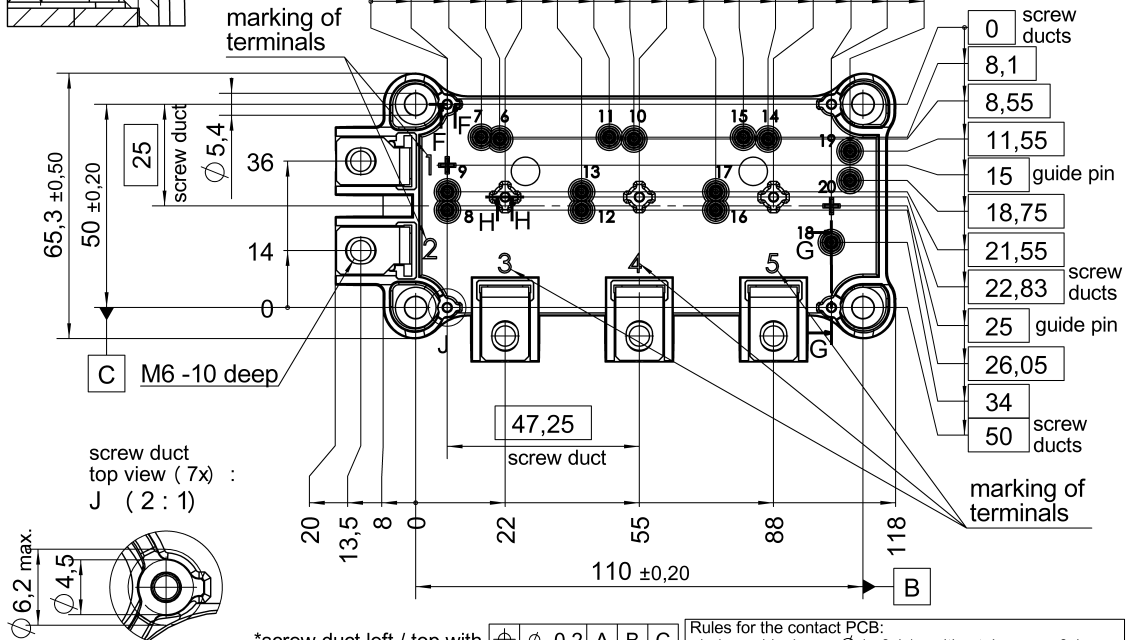 marking of
terminals
0 screw
ducts
8,1
8,55
11,55
15 guide pin
18,75
21,55
22,83 screw
ducts
25 guide pin
26,05
34
50 screw
ducts
65,3 ±0,50
50 ±0,20
25
screw duct
Ø 5,4
36
14
0
F F
7 6 11 10 15 14
19
1
9 13 17
20
8 12 16
H H
18
G
2
3 4 5
J
G
C
M6 -10 deep
47,25
screw duct
screw duct
top view ( 7x) :
J ( 2 : 1)
marking of
terminals
20 13,5 8 0 22 55 88 118
110 ±0,20
B
Ø 6,2 max.
Ø 4,5
*screw duct left / top with ⌖ Ø 0,2 A B C
Rules for the contact PCB: